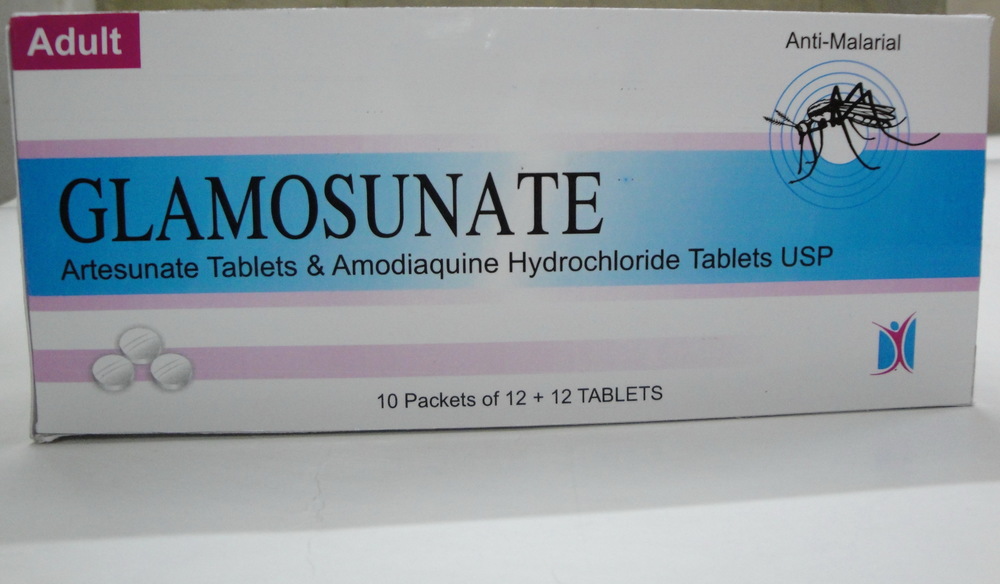 Adult
Anti-Malarial
GLAMOSUNATE
Artesunate Tablets & Amodiaquine Hydrochloride Tablets USP
10 Packets of 12 + 12 TABLETS